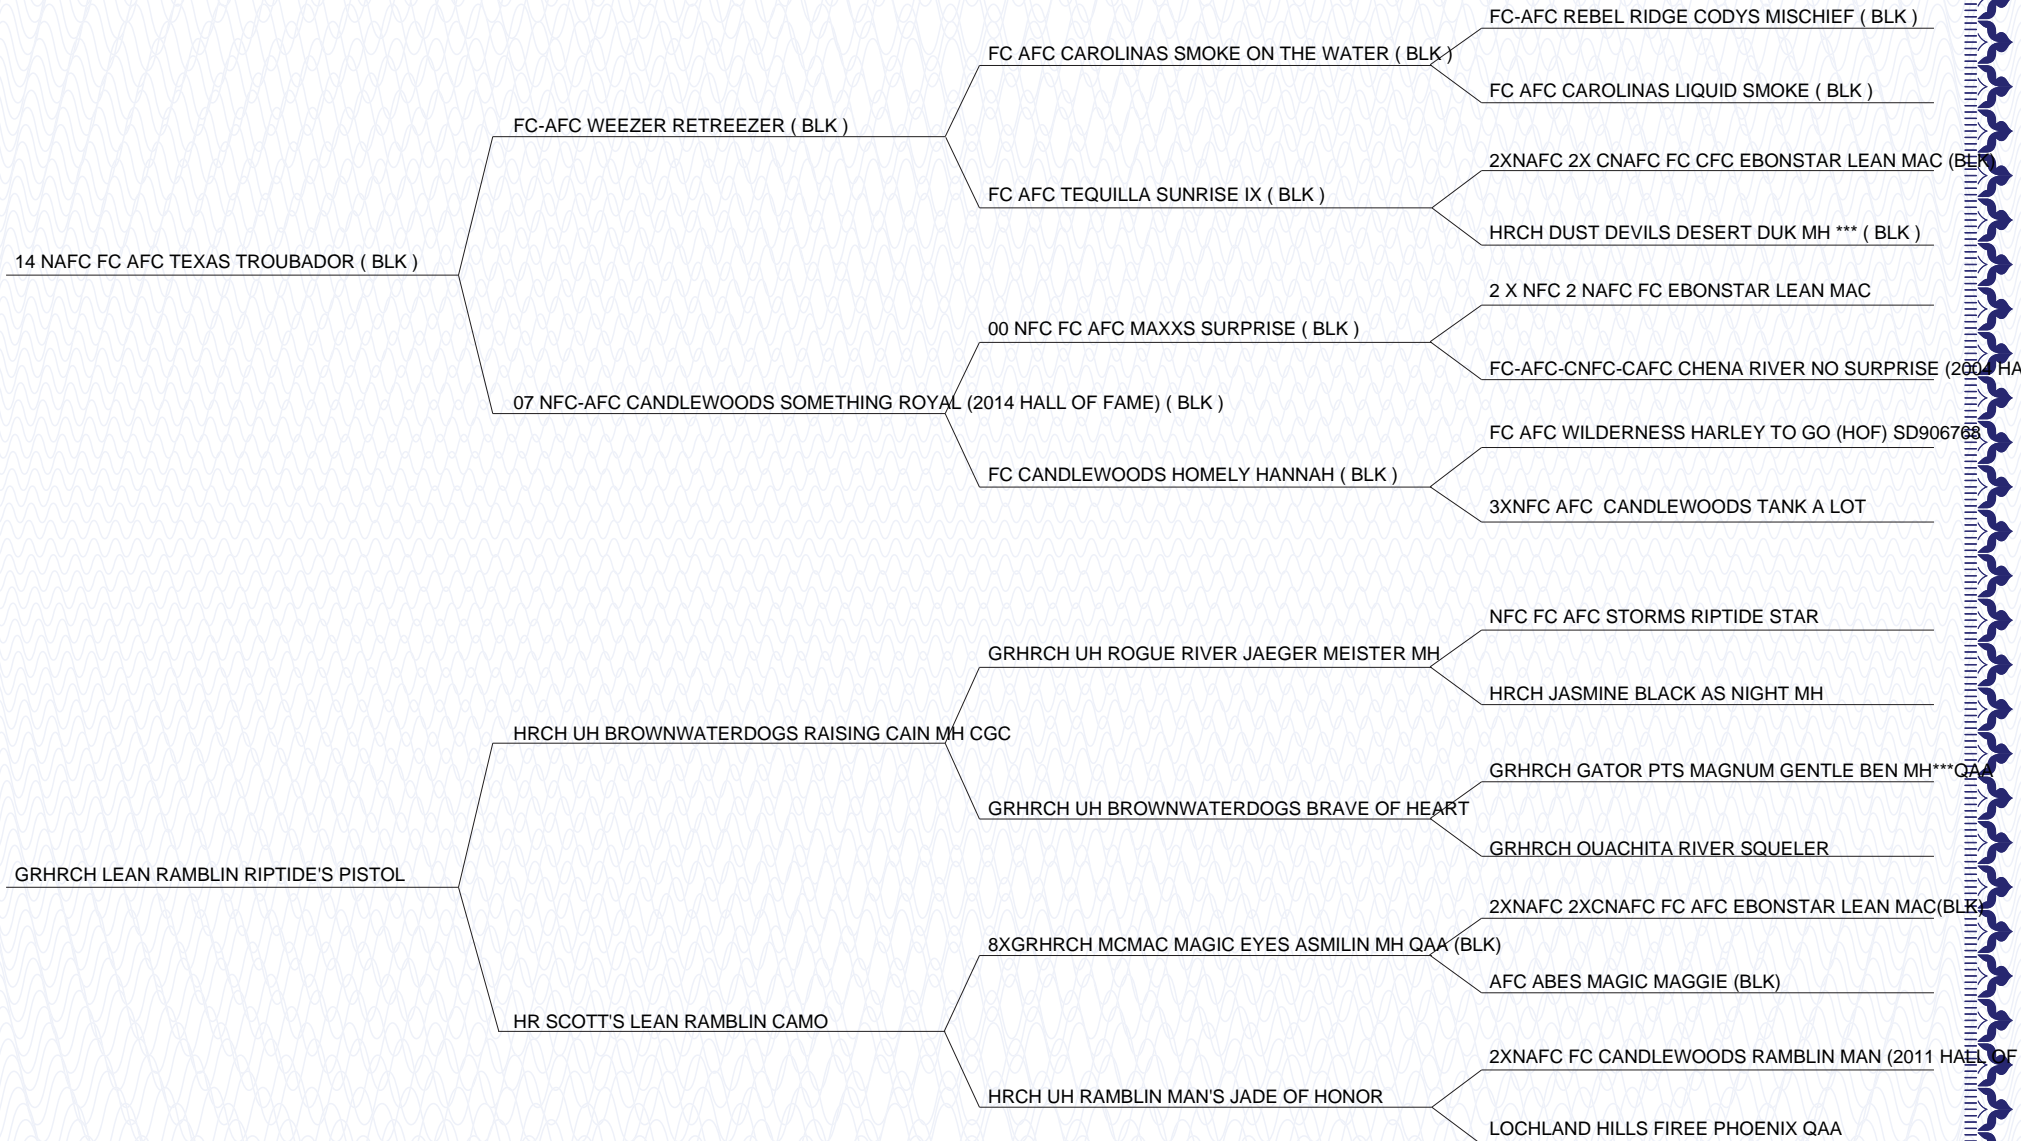 FC-AFC REBEL RIDGE CODYS MISCHIEF ( BLK )
FC AFC CAROLINAS SMOKE ON THE WATER ( BLK )
FC AFC CAROLINAS LIQUID SMOKE ( BLK )
FC-AFC WEEZER RETREEZER ( BLK )
2XNAFC 2X CNAFC FC CFC EBONSTAR LEAN MAC (BLK)
FC AFC TEQUILLA SUNRISE IX ( BLK )
HRCH DUST DEVILS DESERT DUK MH *** ( BLK )
14 NAFC FC AFC TEXAS TROUBADOR ( BLK )
2 X NFC 2 NAFC FC EBONSTAR LEAN MAC
00 NFC FC AFC MAXXS SURPRISE ( BLK )
FC-AFC-CNFC-CAFC CHENA RIVER NO SURPRISE (2004 HA
07 NFC-AFC CANDLEWOODS SOMETHING ROYAL (2014 HALL OF FAME) ( BLK )
FC AFC WILDERNESS HARLEY TO GO (HOF) SD906768
FC CANDLEWOODS HOMELY HANNAH ( BLK )
3XNFC AFC  CANDLEWOODS TANK A LOT
NFC FC AFC STORMS RIPTIDE STAR
GRHRCH UH ROGUE RIVER JAEGER MEISTER MH
HRCH JASMINE BLACK AS NIGHT MH
HRCH UH BROWNWATERDOGS RAISING CAIN MH CGC
GRHRCH GATOR PTS MAGNUM GENTLE BEN MH***QAA
GRHRCH UH BROWNWATERDOGS BRAVE OF HEART
GRHRCH OUACHITA RIVER SQUELER
GRHRCH LEAN RAMBLIN RIPTIDE'S PISTOL
2XNAFC 2XCNAFC FC AFC EBONSTAR LEAN MAC(BLK)
8XGRHRCH MCMAC MAGIC EYES ASMILIN MH QAA (BLK)
AFC ABES MAGIC MAGGIE (BLK)
HR SCOTT'S LEAN RAMBLIN CAMO
2XNAFC FC CANDLEWOODS RAMBLIN MAN (2011 HALL OF
HRCH UH RAMBLIN MAN'S JADE OF HONOR
LOCHLAND HILLS FIREE PHOENIX QAA